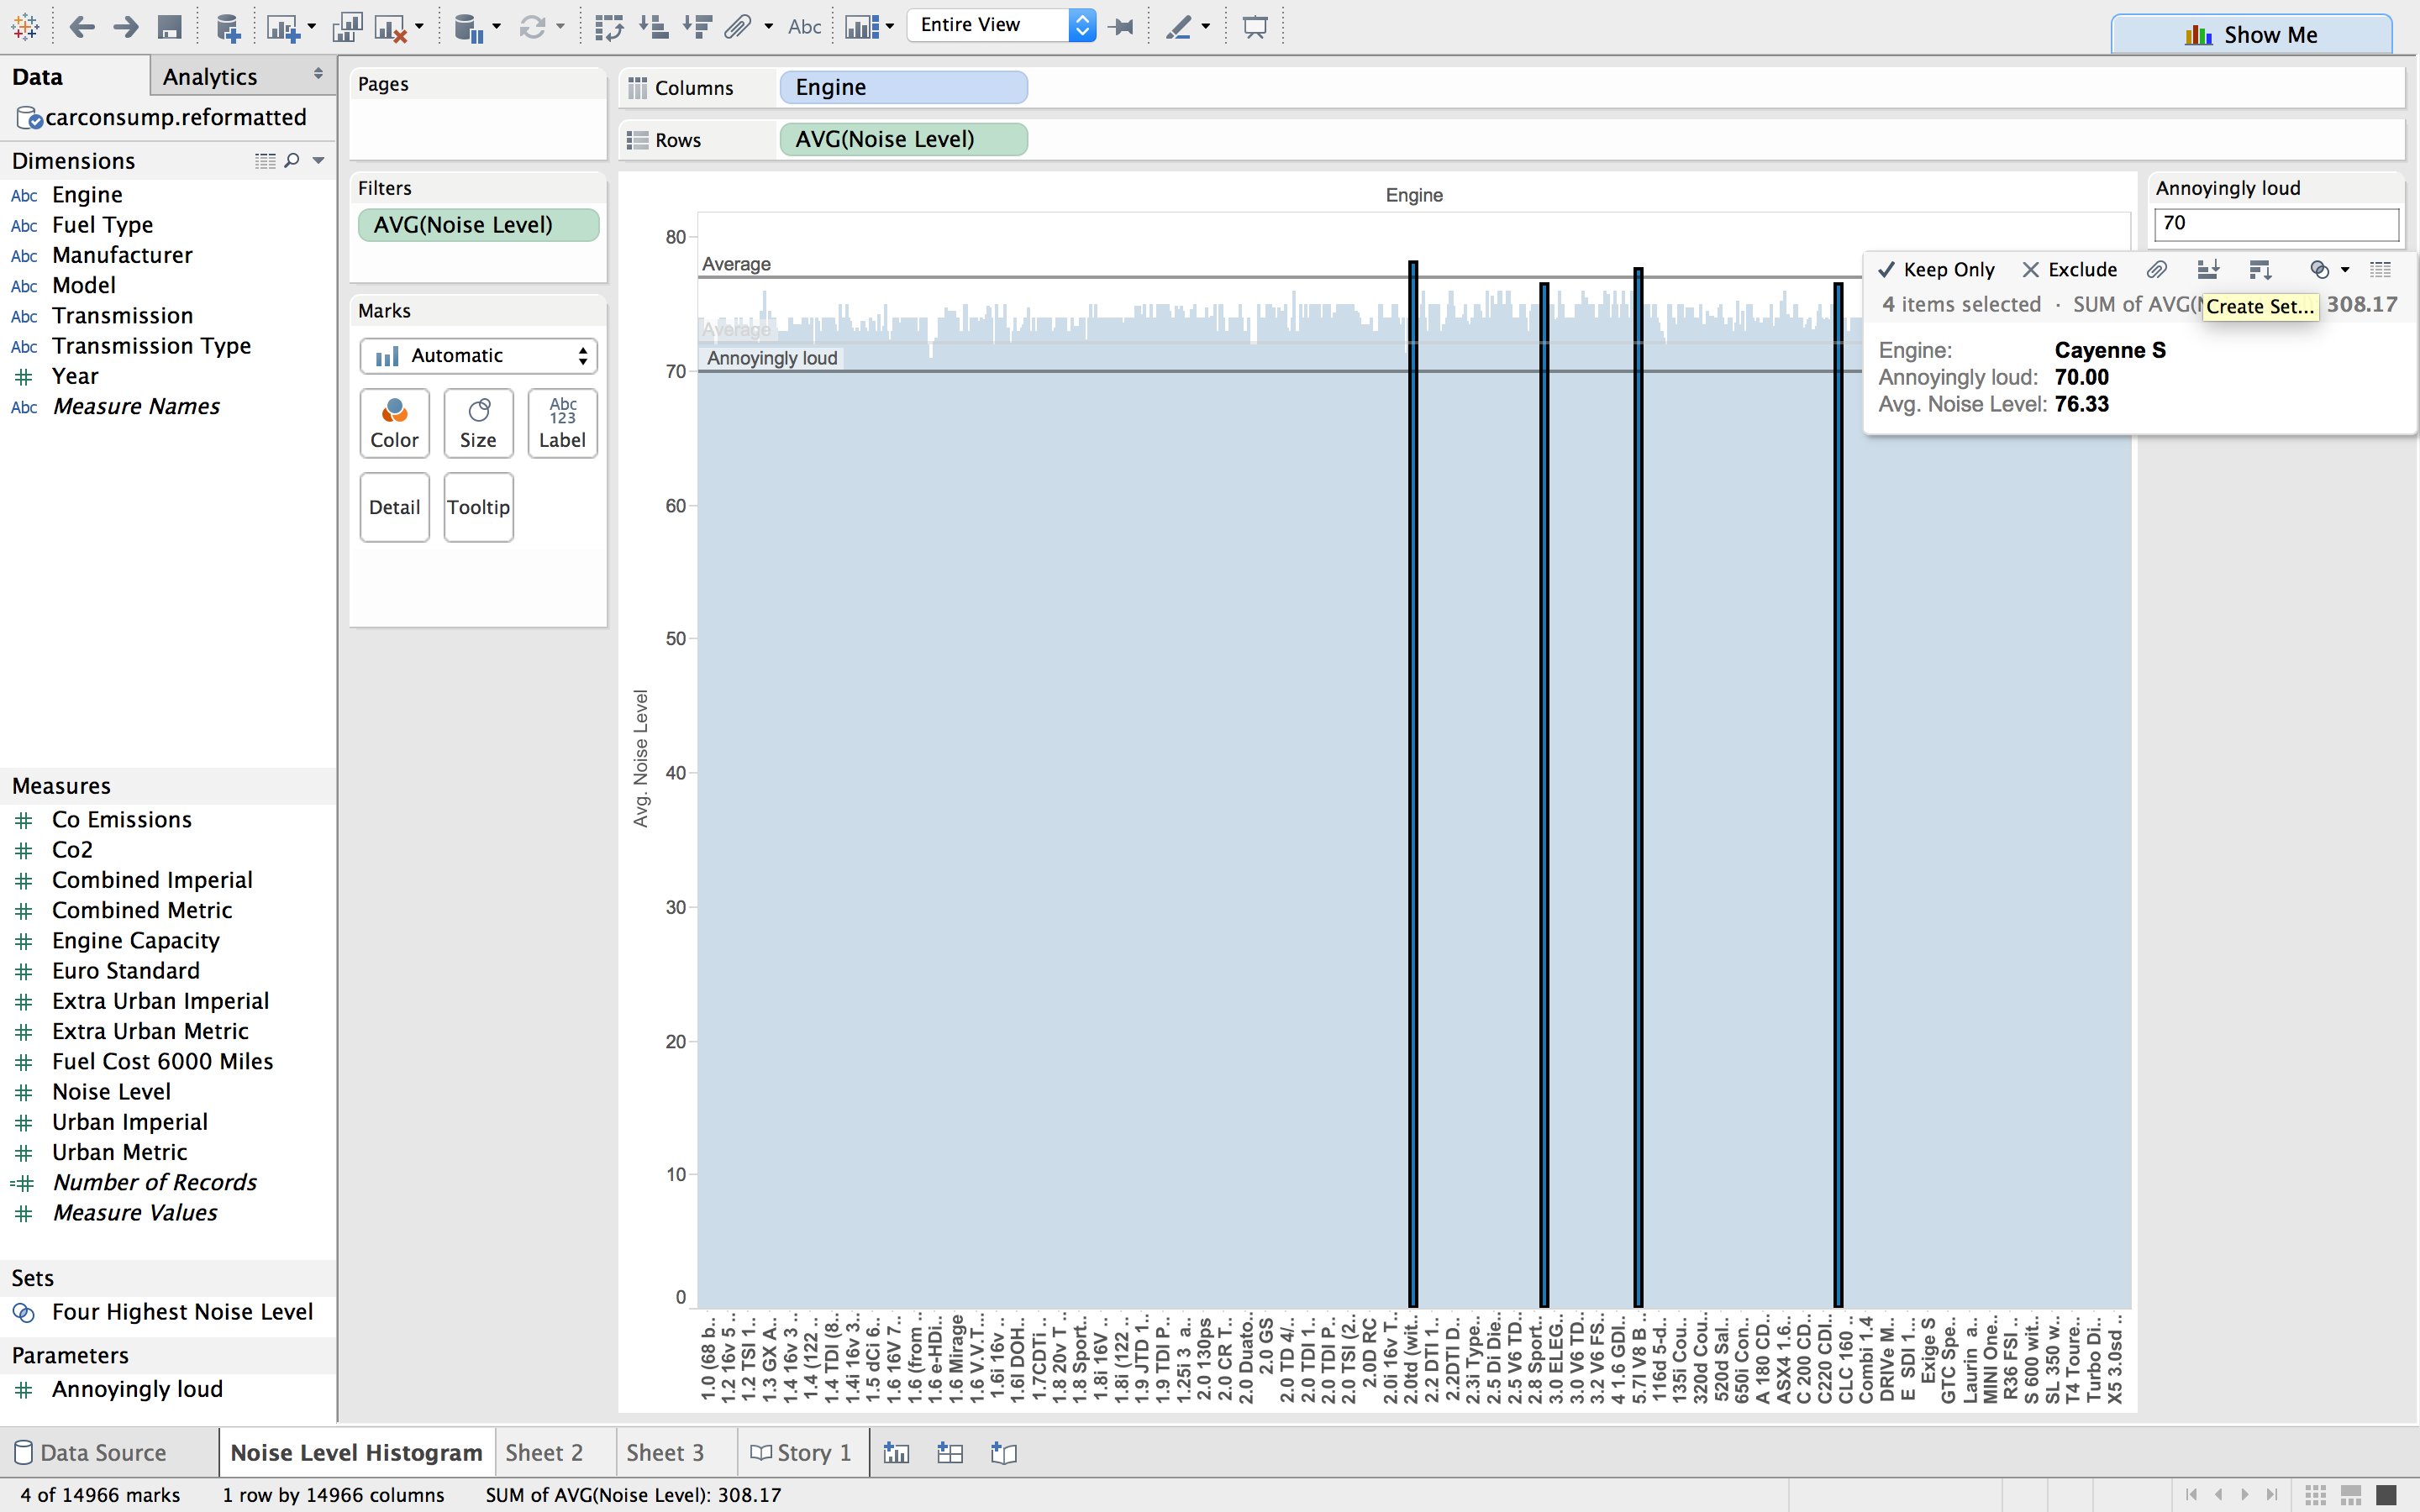 Abc
Entire View
Show Me
Data
Analytics
carconsump.reformatted
Dimensions
Abc Engine
Abc Fuel Type
Abc Manufacturer
Abc Model
Abc Transmission
Abc Transmission Type
# Year
Abc Measure Names
Measures
# Co Emissions
# Co2
# Combined Imperial
# Combined Metric
# Engine Capacity
# Euro Standard
# Extra Urban Imperial
# Extra Urban Metric
# Fuel Cost 6000 Miles
# Noise Level
# Urban Imperial
# Urban Metric
=# Number of Records
# Measure Values
Sets
Four Highest Noise Level
Parameters
# Annoyingly loud
Pages
Filters
AVG(Noise Level)
Marks
Automatic
Color
Size
Abc
123
Label
Detail
Tooltip
Columns
Engine
Rows
AVG(Noise Level)
Engine
Avg. Noise Level
80
70
60
50
40
30
20
10
0
Average
Average
Annoyingly loud
1.0 (68 b..
1.2 16v 5 ..
1.2 TSI 1..
1.3 GX A..
1.4 16v 3 ..
1.4 (122 ..
1.4 TDI (8..
1.4i 16v 3..
1.5 dCi 6..
1.6 16V 7..
1.6 (from ..
1.6 e-HDi..
1.6 Mirage
1.6 V.V.T...
1.6i 16v ..
1.6l DOH..
1.7CDTi ..
1.8 20v T ..
1.8 Sport..
1.8i 16V ..
1.8i (122 ..
1.9 JTD 1..
1.9 TDI P ..
1.25i 3 a..
2.0 130ps
2.0 CR T..
2.0 Duato..
2.0 GS
2.0 TD 4/..
2.0 TDI 1..
2.0 TDI P..
2.0 TSI (2..
2.0D RC
2.0i 16v T..
2.0td (wit..
2.2 DTI 1..
2.2DTI D..
2.3i Type..
2.5 Di Die..
2.5 V6 TD..
2.8 Sport..
3.0 ELEG..
3.0 V6 TD..
3.2 V6 FS..
4 1.6 GDI..
5.7l V8 B ..
116d 5-d..
135i Cou..
320d Cou..
520d Sal..
650i Con..
A 180 CD..
ASX4 1.6..
C 200 CD..
C220 CDI..
CLC 160 ..
Combi 1.4
DRIVe M..
E SDI 1....
Exige S
GTC Spe..
Laurin a..
MINI One..
R36 FSI ..
S 600 wit..
SL 350 w..
T4 Toure..
Turbo Di..
X5 3.0sd ..
Annoyingly loud
70
Keep Only
Exclude
4 items selected · SUM of AVG( 308.17
Create Set...
Engine: Cayenne S
Annoyingly loud: 70.00
Avg. Noise Level: 76.33
Data Source
Noise Level Histogram
Sheet 2
Sheet 3
Story 1
4 of 14966 marks
1 row by 14966 columns
SUM of AVG(Noise Level): 308.17